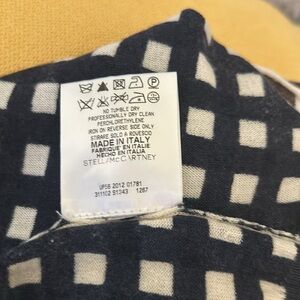 NO TUMBLE DRY
PROFESSIONALLY DRY CLEAN
PERCHLORETHYLENE
IRON ON REVERSE SIDE ONLY
STIRARE SOLO A ROVESCIO
MADE IN ITALY
FABRIQUE EN ITALIE
HECHO EN ITALIA
STELLA McCARTNEY
UF56 2012 01781
311102 S1343 1267